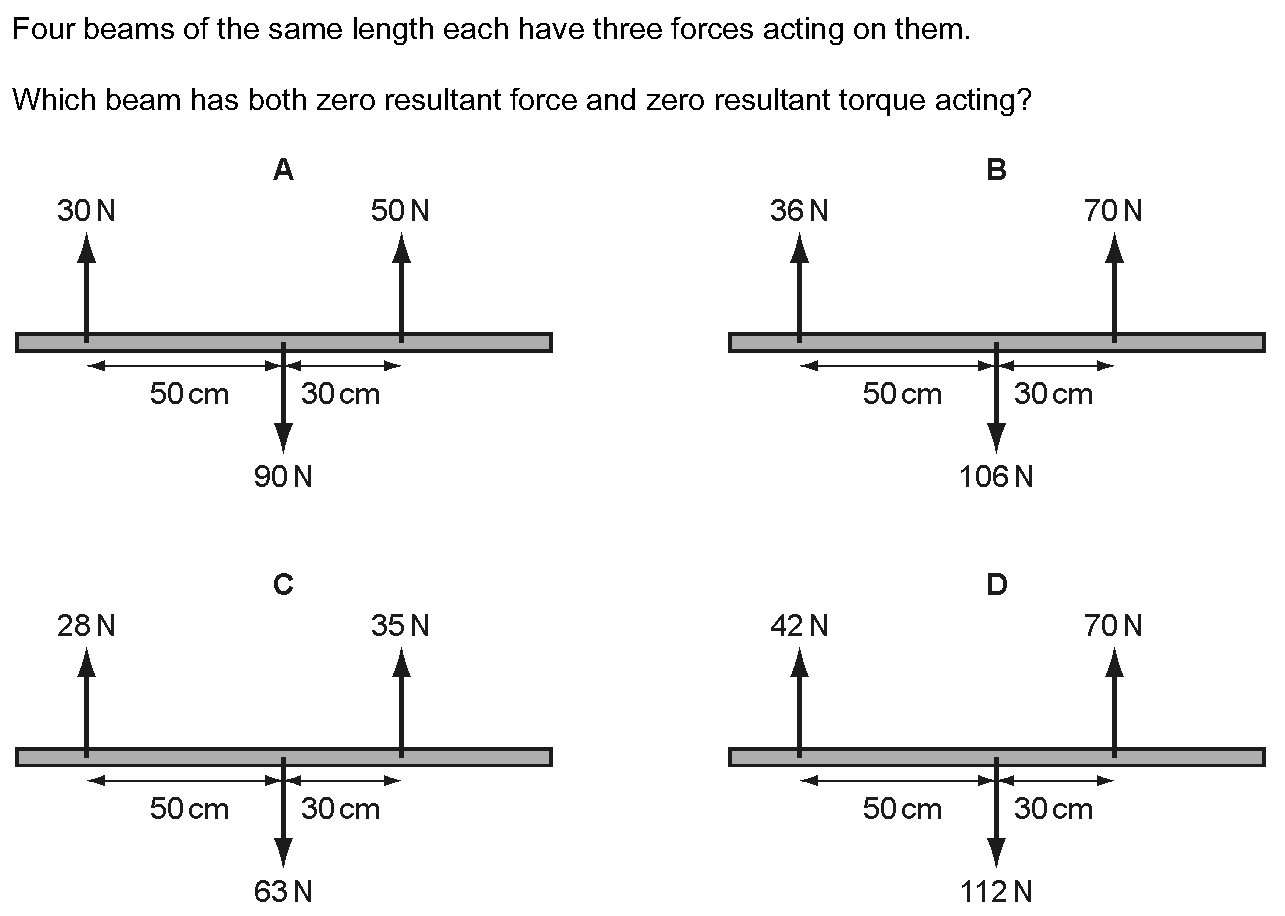 Four beams of the same length each have three forces acting on them.
Which beam has both zero resultant force and zero resultant torque acting?
A
30 N
50 N
50 cm
30 cm
90 N
B
36 N
70 N
50 cm
30 cm
106 N
C
28 N
35 N
50 cm
30 cm
63 N
D
42 N
70 N
50 cm
30 cm
112 N